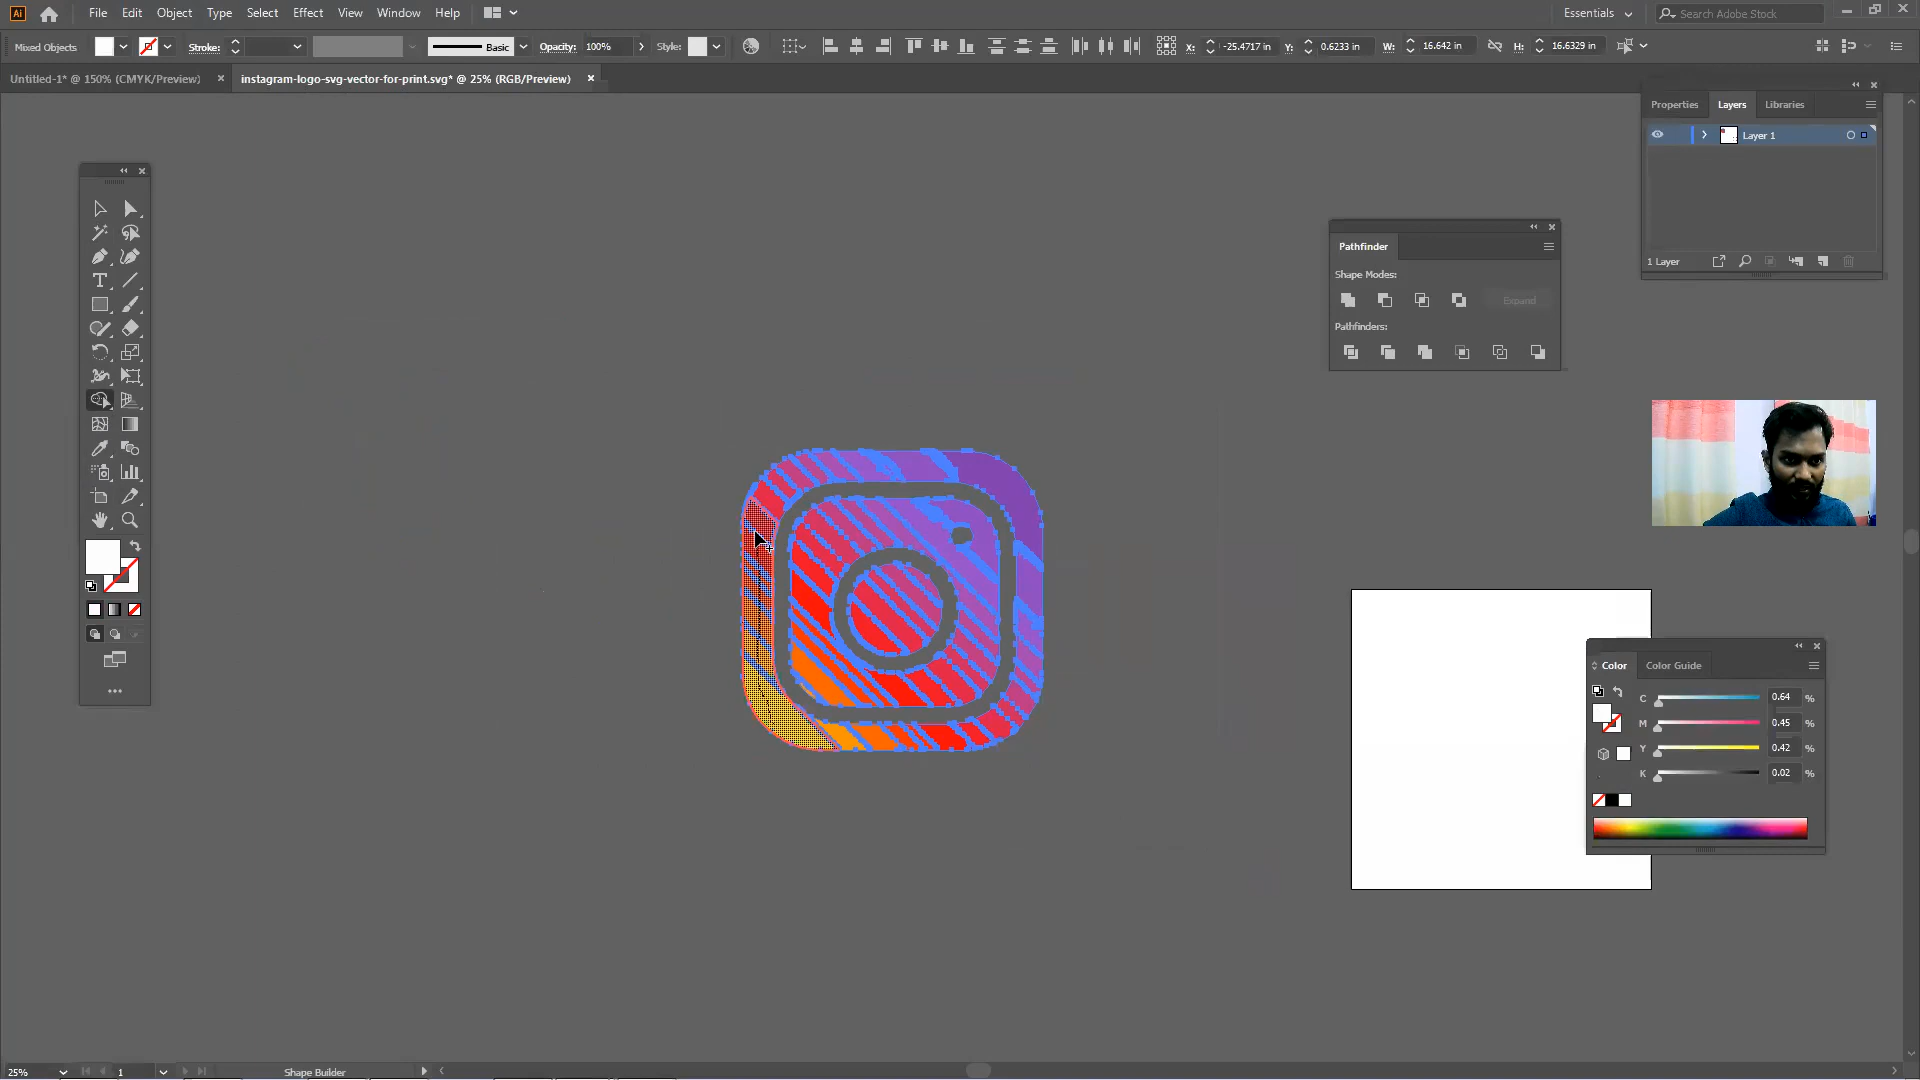 Ai File Edit Object Type Select Effect View Window Help Essentials Search Adobe Stock
Mixed Objects Stroke: Basic Opacity: 100% Style: X: -25.4717 in Y: 0.6233 in W: 16.642 in H: 16.6329 in
Untitled-1* @ 150% (CMYK/Preview) × instagram-logo-svg-vector-for-print.svg* @ 25% (RGB/Preview) ×
Properties Layers Libraries
Layer 1
1 Layer
Pathfinder
Shape Modes:
Expand
Pathfinders:
Color Color Guide
C 0.64 %
M 0.45 %
Y 0.42 %
K 0.02 %
25% 1 Shape Builder